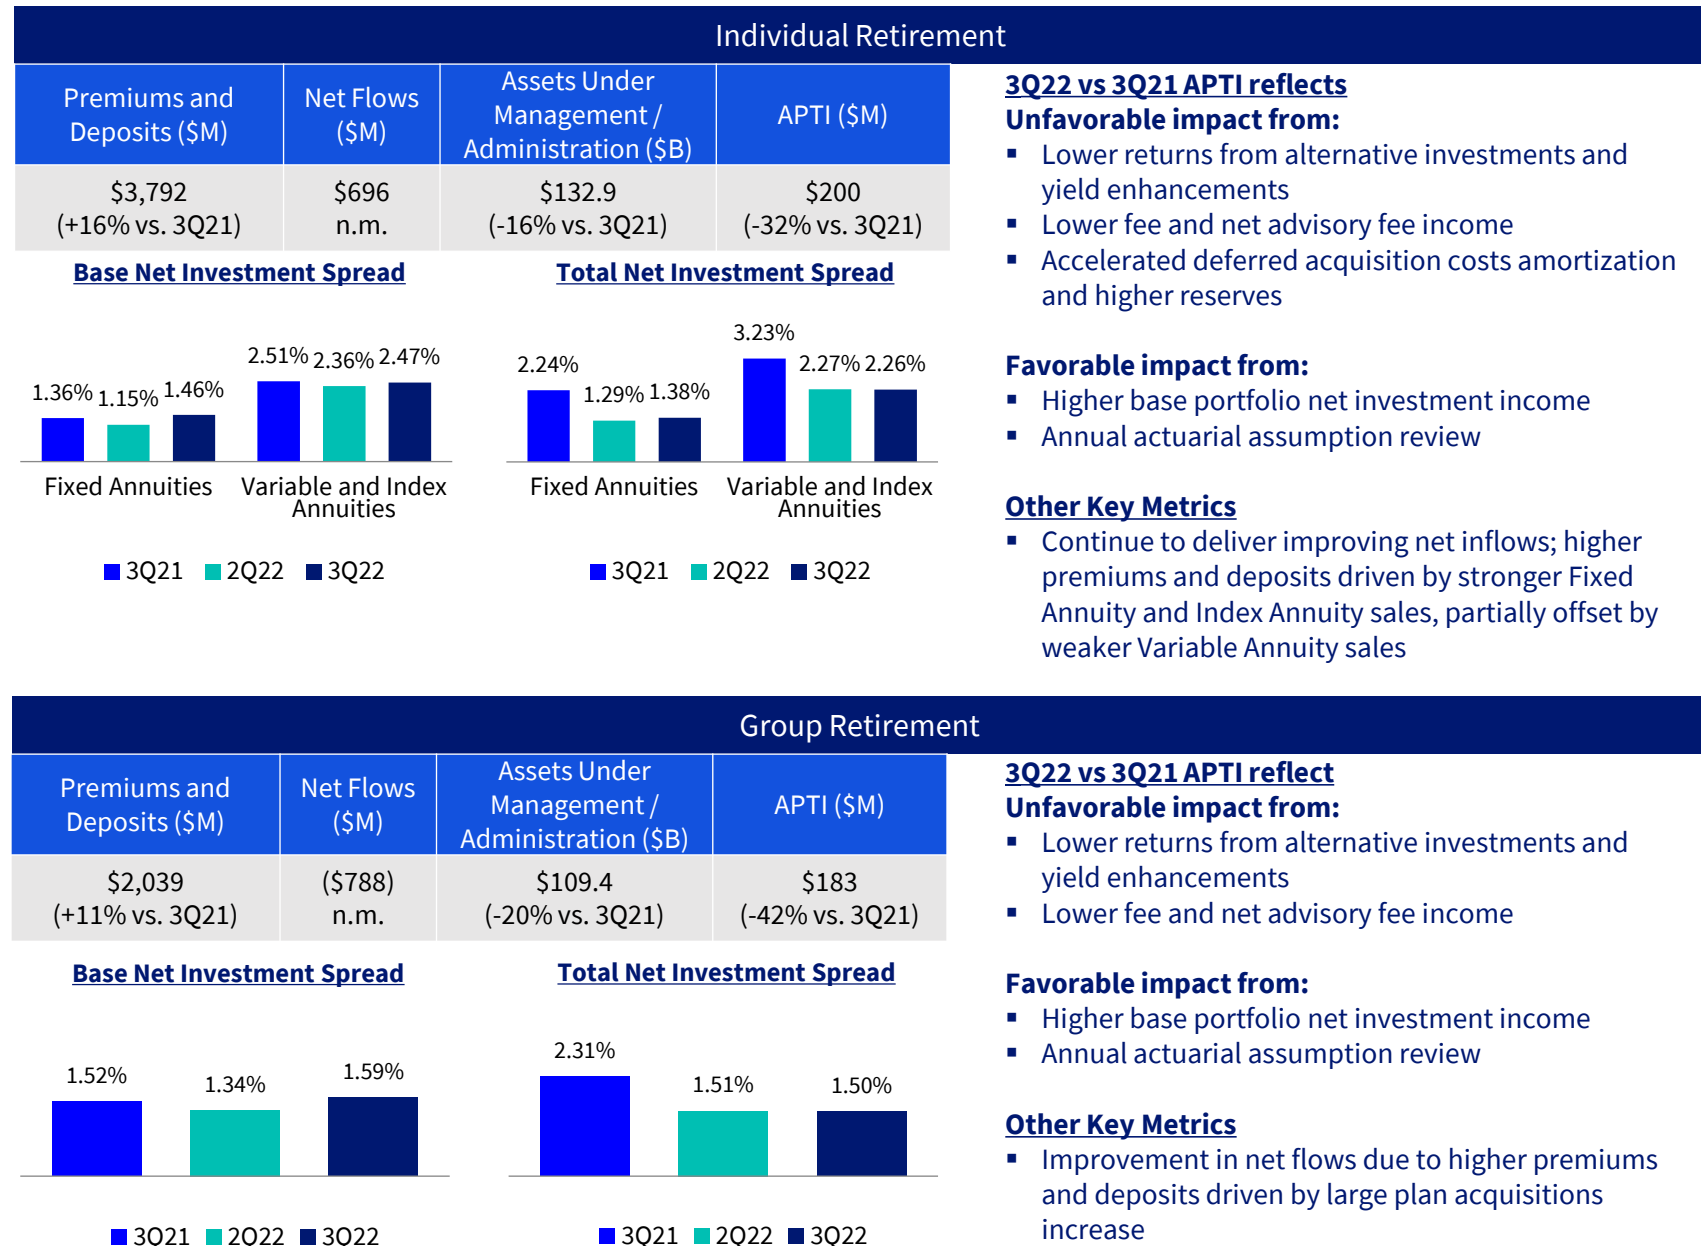 Individual Retirement
Premiums and
Deposits ($M)
Net Flows
($M)
Assets Under
Management /
Administration ($B)
APTI ($M)
$3,792
(+16% vs. 3Q21)
$696
n.m.
$132.9
(-16% vs. 3Q21)
$200
(-32% vs. 3Q21)
Base Net Investment Spread
1.36%
1.15%
1.46%
2.51%
2.36%
2.47%
Fixed Annuities
Variable and Index
Annuities
3Q21
2Q22
3Q22
Total Net Investment Spread
2.24%
1.29%
1.38%
3.23%
2.27%
2.26%
Fixed Annuities
Variable and Index
Annuities
3Q21
2Q22
3Q22
3Q22 vs 3Q21 APTI reflects
Unfavorable impact from:
▪ Lower returns from alternative investments and
yield enhancements
▪ Lower fee and net advisory fee income
▪ Accelerated deferred acquisition costs amortization
and higher reserves
Favorable impact from:
▪ Higher base portfolio net investment income
▪ Annual actuarial assumption review
Other Key Metrics
▪ Continue to deliver improving net inflows; higher
premiums and deposits driven by stronger Fixed
Annuity and Index Annuity sales, partially offset by
weaker Variable Annuity sales
Group Retirement
Premiums and
Deposits ($M)
Net Flows
($M)
Assets Under
Management /
Administration ($B)
APTI ($M)
$2,039
(+11% vs. 3Q21)
($788)
n.m.
$109.4
(-20% vs. 3Q21)
$183
(-42% vs. 3Q21)
Base Net Investment Spread
1.52%
1.34%
1.59%
3Q21
2Q22
3Q22
Total Net Investment Spread
2.31%
1.51%
1.50%
3Q21
2Q22
3Q22
3Q22 vs 3Q21 APTI reflect
Unfavorable impact from:
▪ Lower returns from alternative investments and
yield enhancements
▪ Lower fee and net advisory fee income
Favorable impact from:
▪ Higher base portfolio net investment income
▪ Annual actuarial assumption review
Other Key Metrics
▪ Improvement in net flows due to higher premiums
and deposits driven by large plan acquisitions
increase